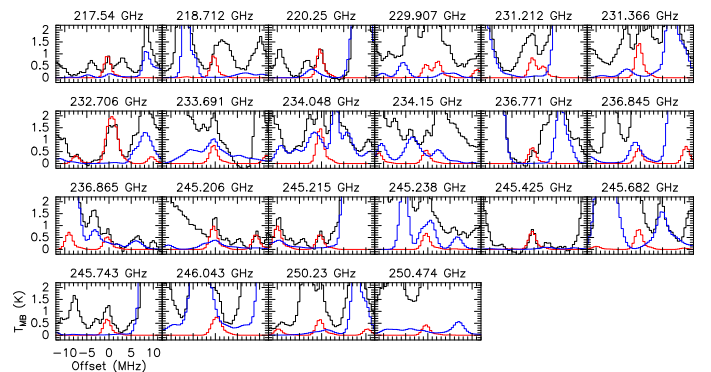 217.54 GHz 218.712 GHz 220.25 GHz 229.907 GHz 231.212 GHz 231.366 GHz
2
1.5
1
0.5
0
232.706 GHz 233.691 GHz 234.048 GHz 234.15 GHz 236.771 GHz 236.845 GHz
2
1.5
1
0.5
0
236.865 GHz 245.206 GHz 245.215 GHz 245.238 GHz 245.425 GHz 245.682 GHz
2
1.5
1
0.5
0
245.743 GHz 246.043 GHz 250.23 GHz 250.474 GHz
2
1.5
1
0.5
0
T_MB (K)
−10 −5 0 5 10
Offset (MHz)